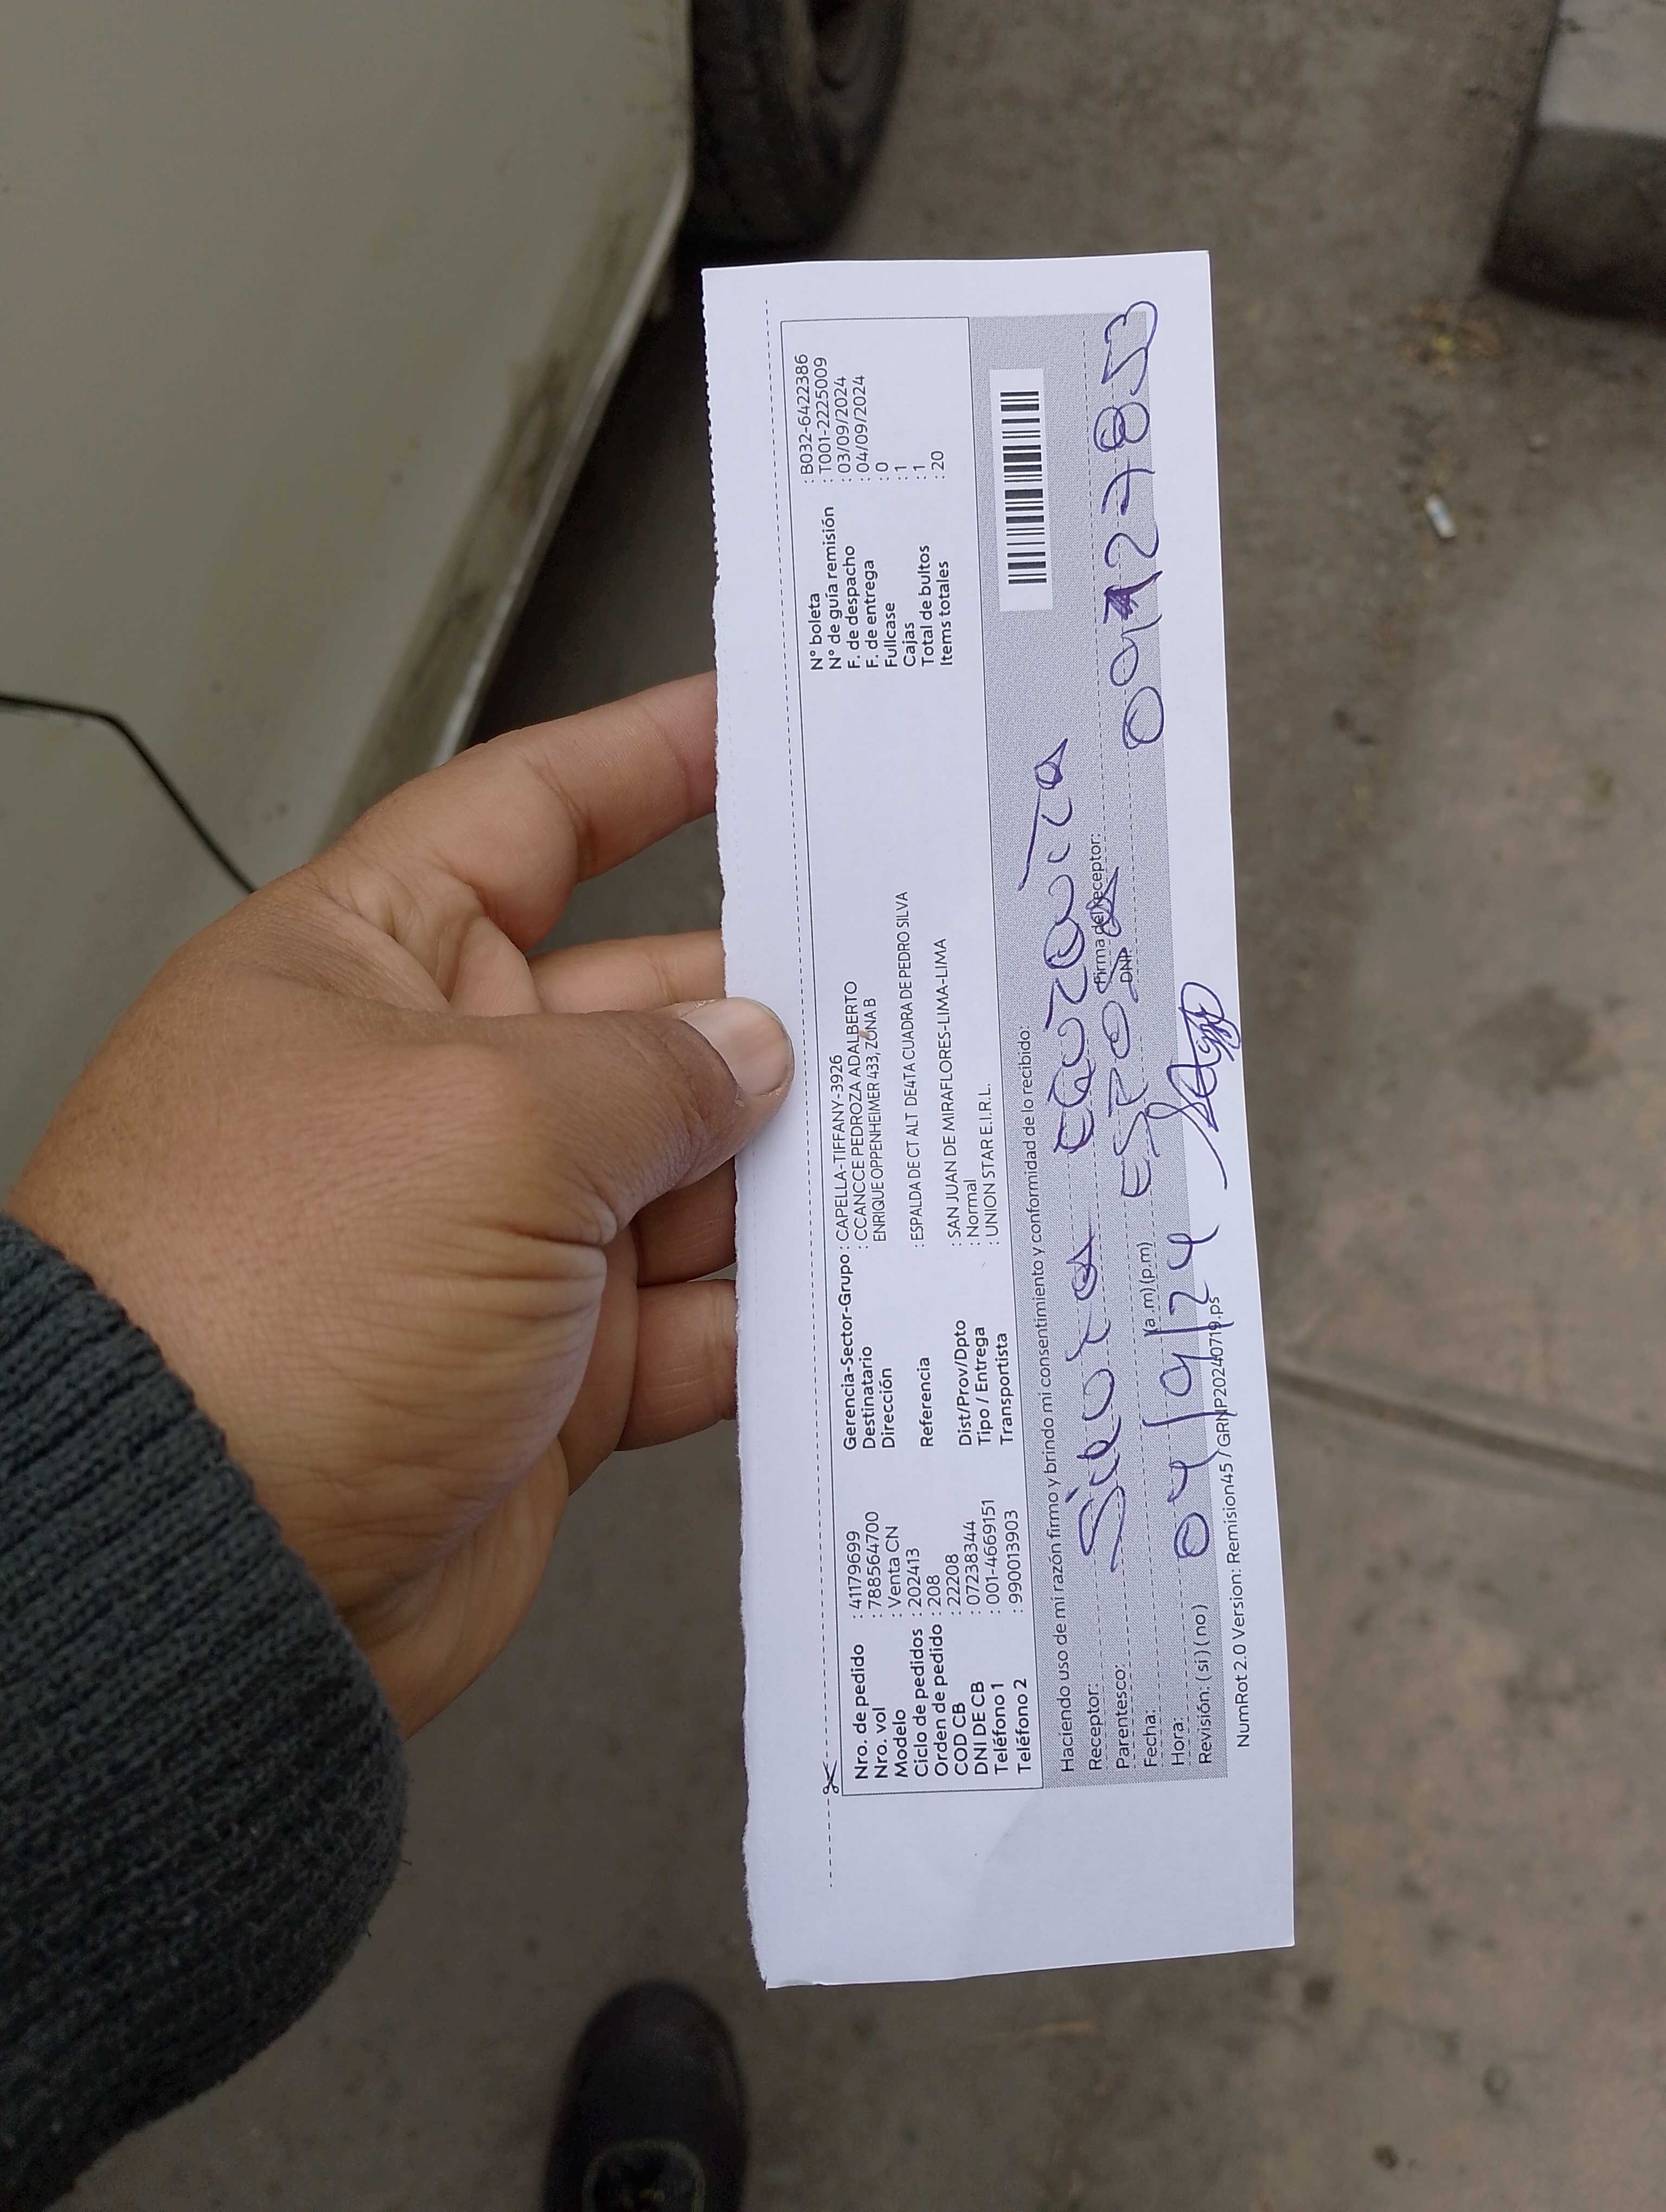 Nro. de pedido : 41179699 Gerencia-Sector-Grupo : CAPELLA-TIFFANY-3926 N° boleta : B032-6422386
Nro. val : 788564700 Destinatario : CCANCCE PEDROZA ADALBERTO N° de guía remisión : T001-2225009
Modelo : Venta CN Dirección ENRIQUE OPPENHEIMER 433, ZONA B F. de despacho : 03/09/2024
Ciclo de pedidos : 202413 F. de entrega : 04/09/2024
Orden de pedido : 208 Referencia : ESPALDA DE CT ALT DE4TA CUADRA DE PEDRO SILVA Fullcase : 0
COD CB : 22208 Cajas : 1
DNI DE CB : 07238344 Dist/Prov/Dpto : SAN JUAN DE MIRAFLORES-LIMA-LIMA Total de bultos : 1
Teléfono 1 : 001-4669151 Tipo / Entrega : Normal Items totales : 20
Teléfono 2 : 990013903 Transportista : UNION STAR E.I.R.L.
Haciendo uso de mi razón firmo y brindo mi consentimiento y conformidad de lo recibido:
Receptor:
Parentesco: ESPOSA Firma del receptor:
Fecha: 04/9/24 DNI:
Hora: (a .m) (p.m)
Revisión: ( si ) ( no )
NumRot 2.0 Version: Remision45 / GRNP20240719.ps